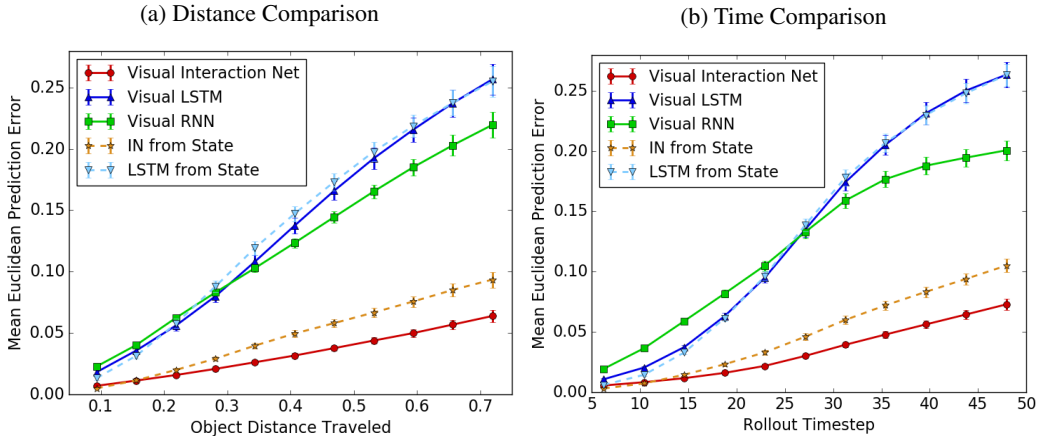 (a) Distance Comparison
Mean Euclidean Prediction Error
0.25
0.20
0.15
0.10
0.05
0.00
Visual Interaction Net
Visual LSTM
Visual RNN
IN from State
LSTM from State
0.1 0.2 0.3 0.4 0.5 0.6 0.7
Object Distance Traveled
(b) Time Comparison
Mean Euclidean Prediction Error
0.25
0.20
0.15
0.10
0.05
0.00
Visual Interaction Net
Visual LSTM
Visual RNN
IN from State
LSTM from State
5 10 15 20 25 30 35 40 45 50
Rollout Timestep